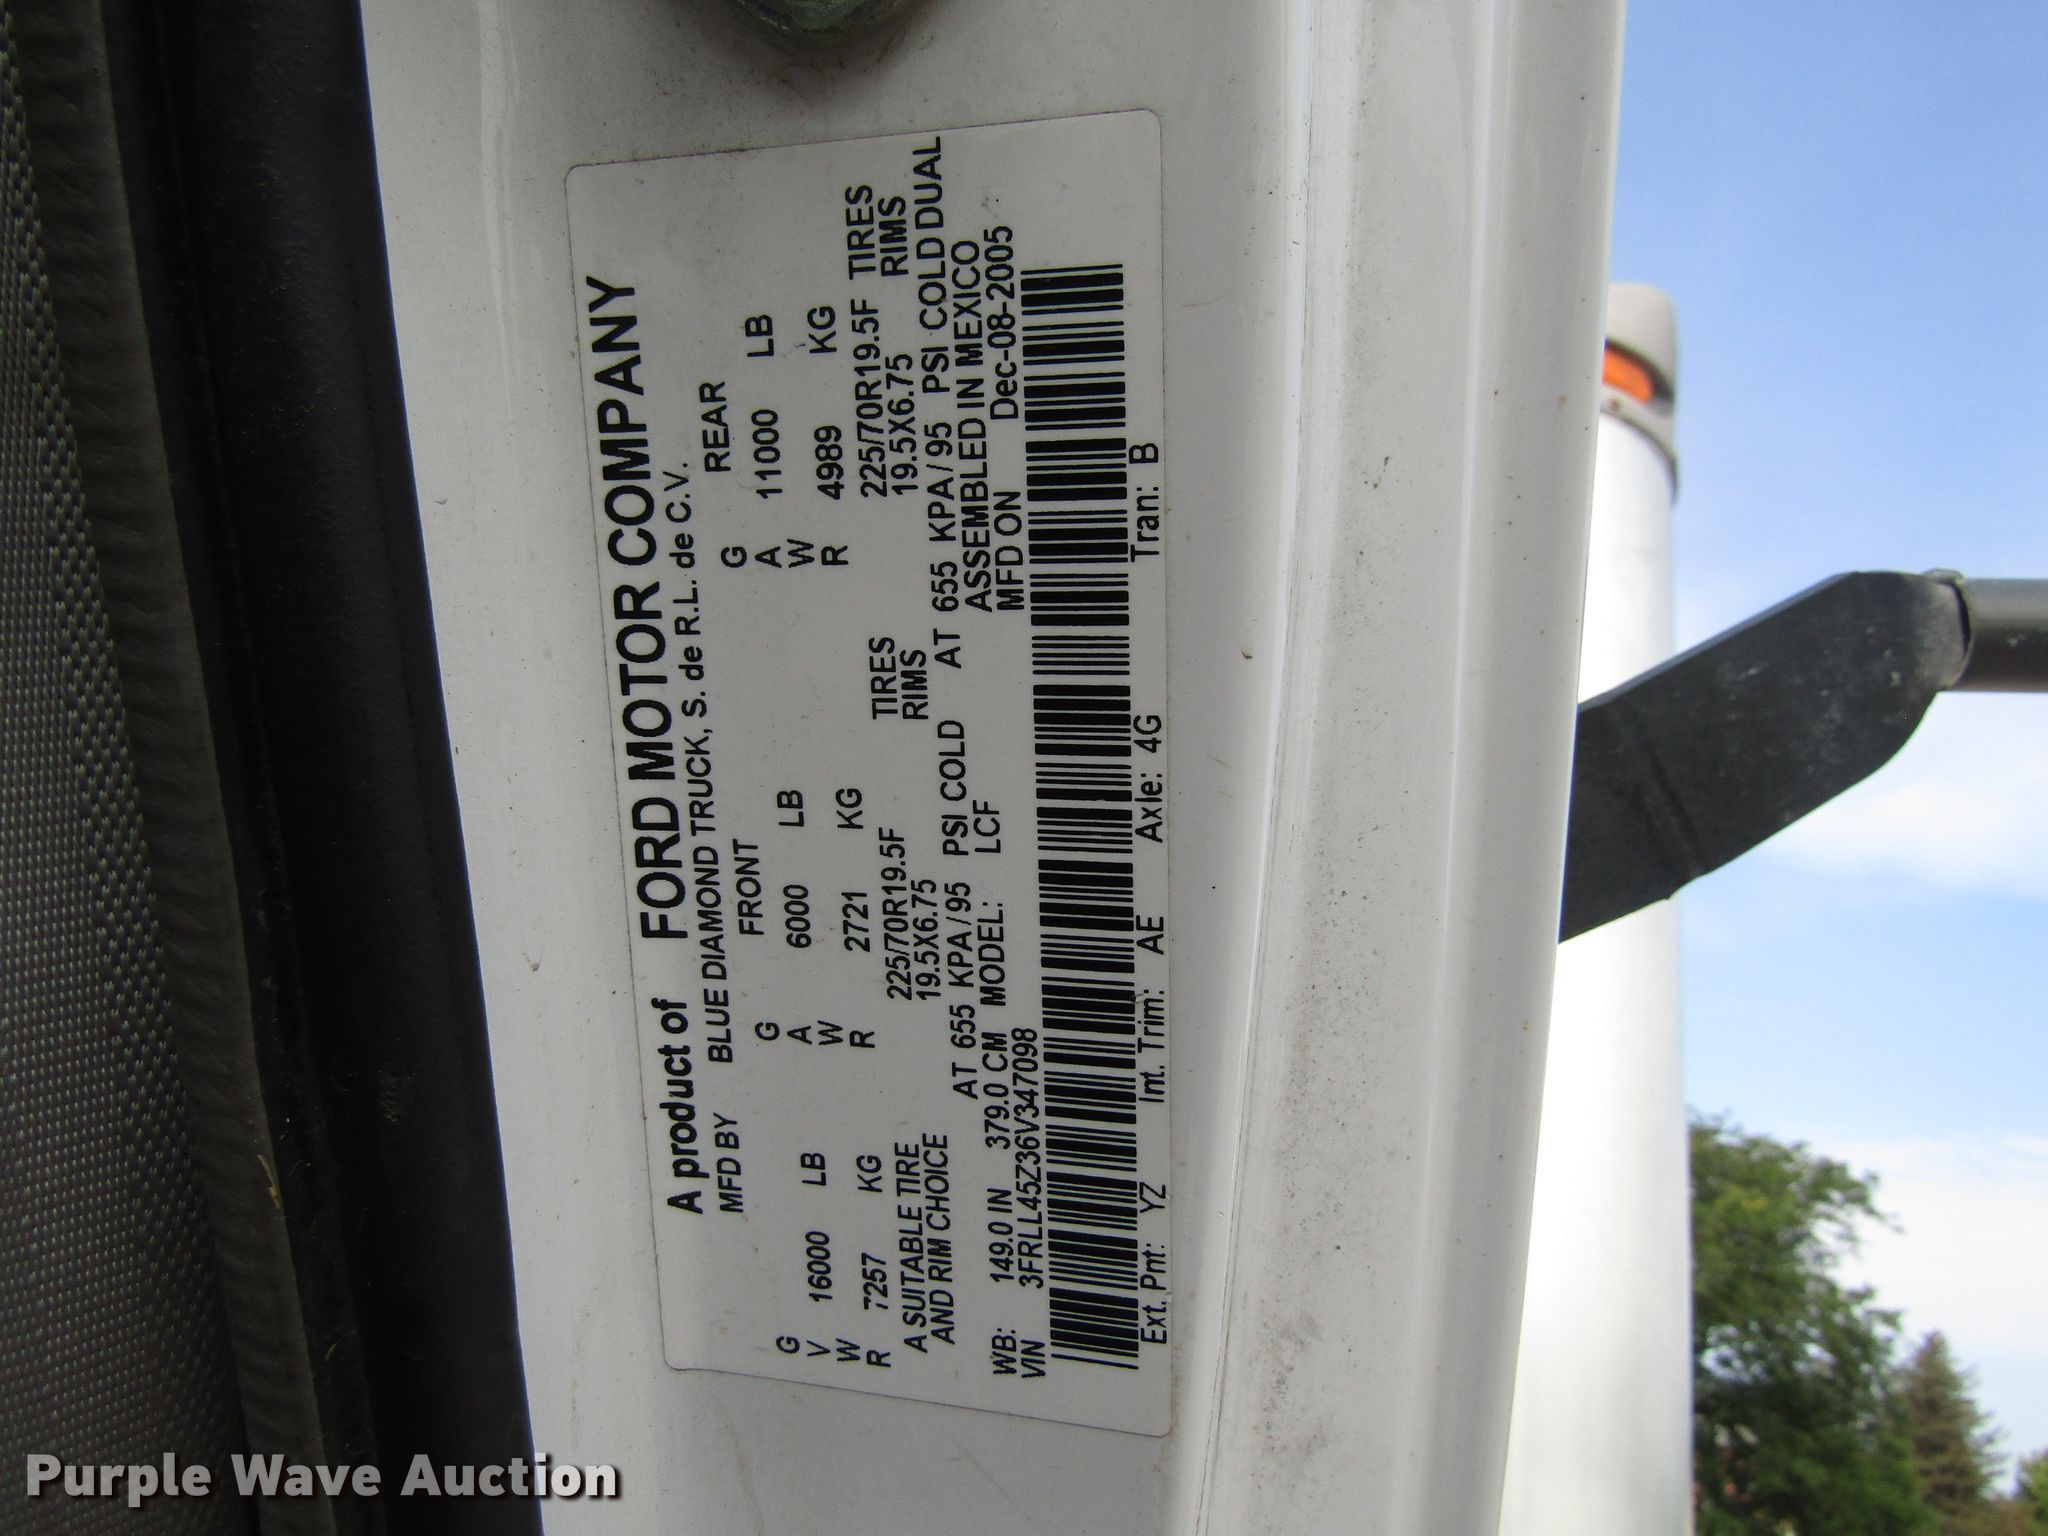 A product of FORD MOTOR COMPANY
MFD BY BLUE DIAMOND TRUCK, S. de R.L. de C.V.
FRONT REAR
G G G
V 16000 LB A 6000 LB A 11000 LB
W W W
R 7257 KG R 2721 KG R 4989 KG
A SUITABLE TIRE 225/70R19.5F TIRES 225/70R19.5F TIRES
AND RIM CHOICE 19.5X6.75 RIMS 19.5X6.75 RIMS
AT 655 KPA/95 PSI COLD AT 655 KPA/95 PSI COLD DUAL
WB: 149.0 IN 379.0 CM MODEL: LCF ASSEMBLED IN MEXICO
VIN 3FRLL45Z36V347098 MFD ON Dec-08-2005
Ext. Pnt: YZ Int. Trim: AE Axle: 4G Tran: B
Purple Wave Auction